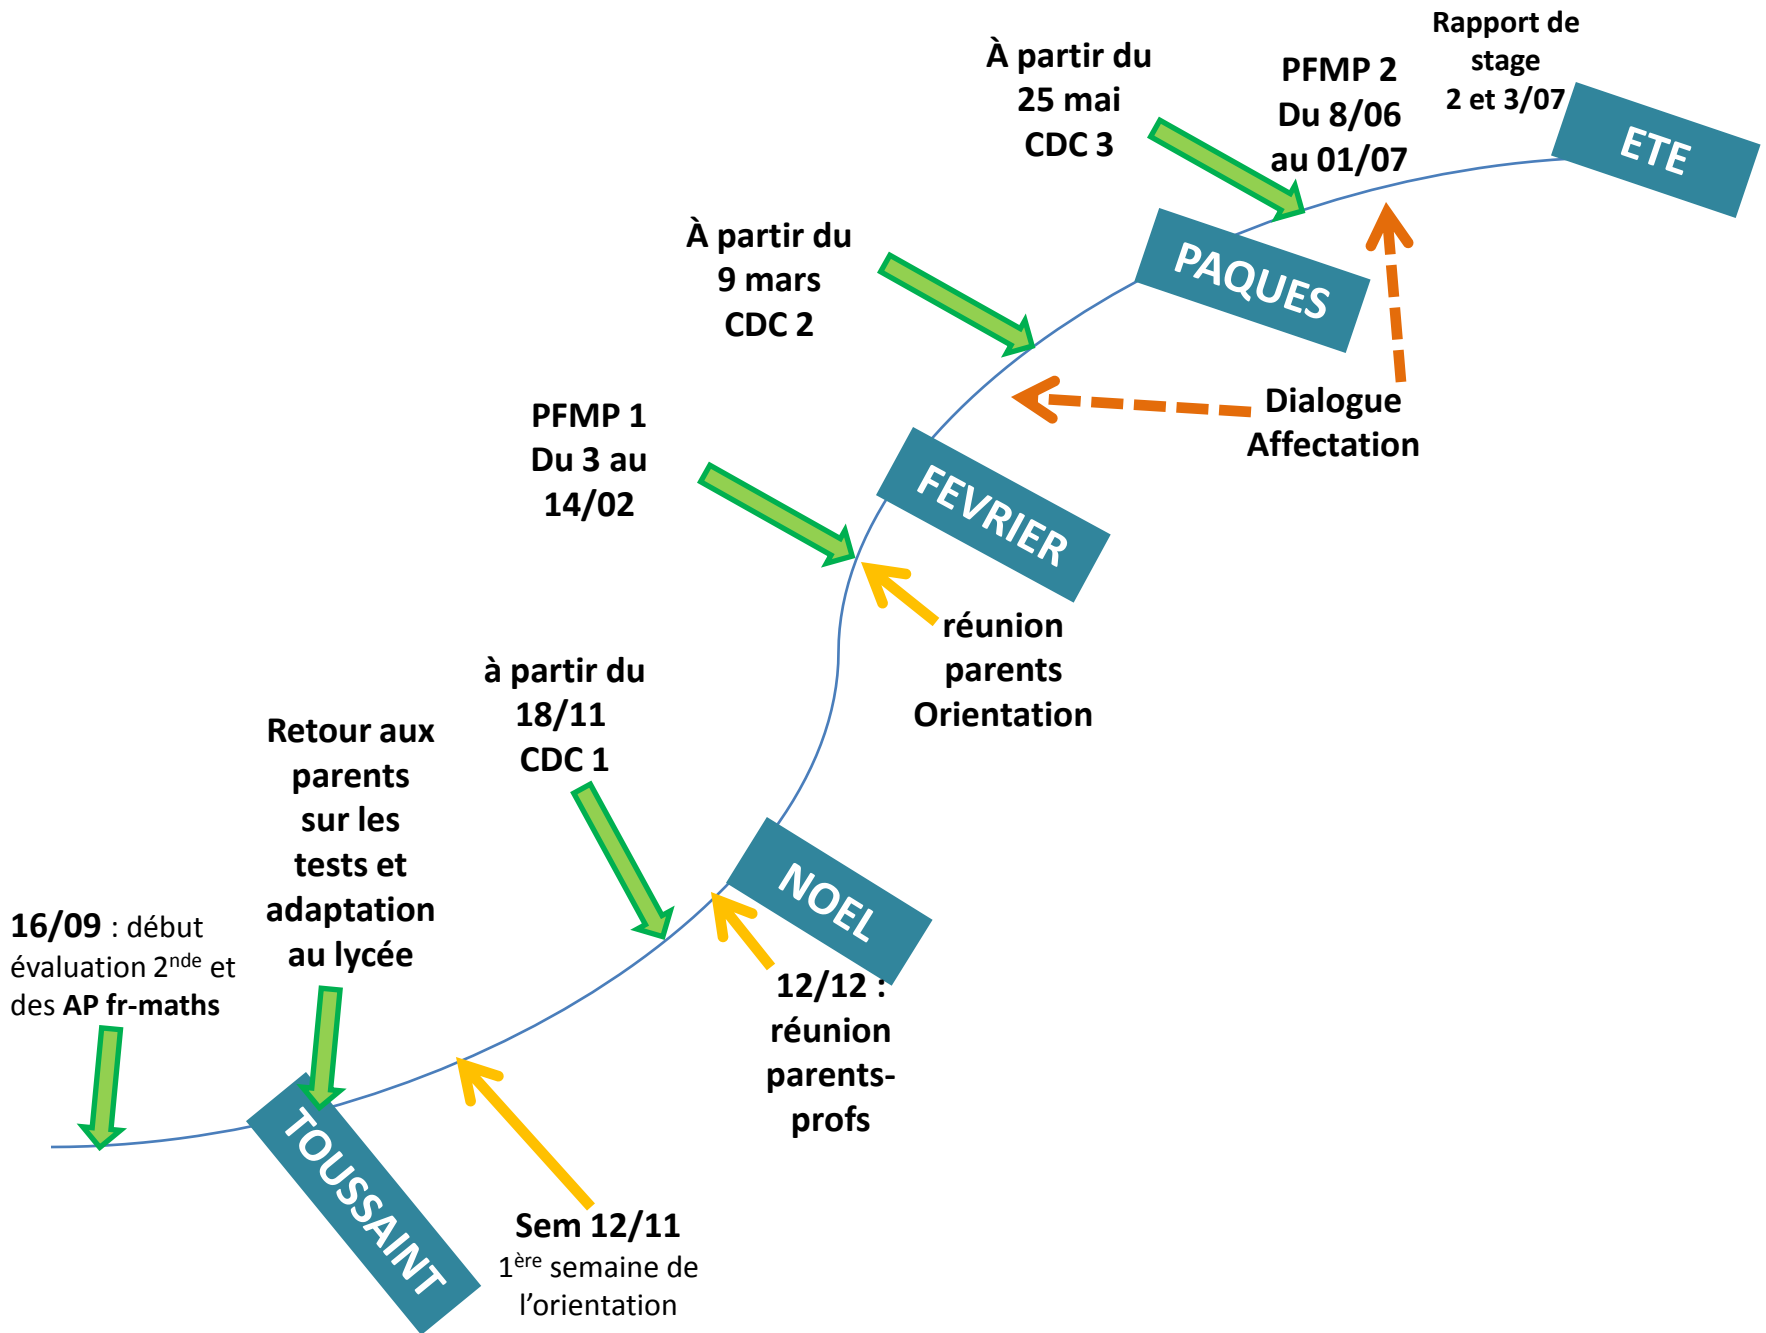 16/09 : début
évaluation 2nde et
des AP fr-maths
Retour aux
parents
sur les
tests et
adaptation
au lycée
TOUSSAINT
Sem 12/11
1ère semaine de
l'orientation
à partir du
18/11
CDC 1
12/12 :
réunion
parents-
profs
NOEL
PFMP 1
Du 3 au
14/02
réunion
parents
Orientation
FEVRIER
À partir du
9 mars
CDC 2
Dialogue
Affectation
PAQUES
À partir du
25 mai
CDC 3
PFMP 2
Du 8/06
au 01/07
Rapport de
stage
2 et 3/07
ETE